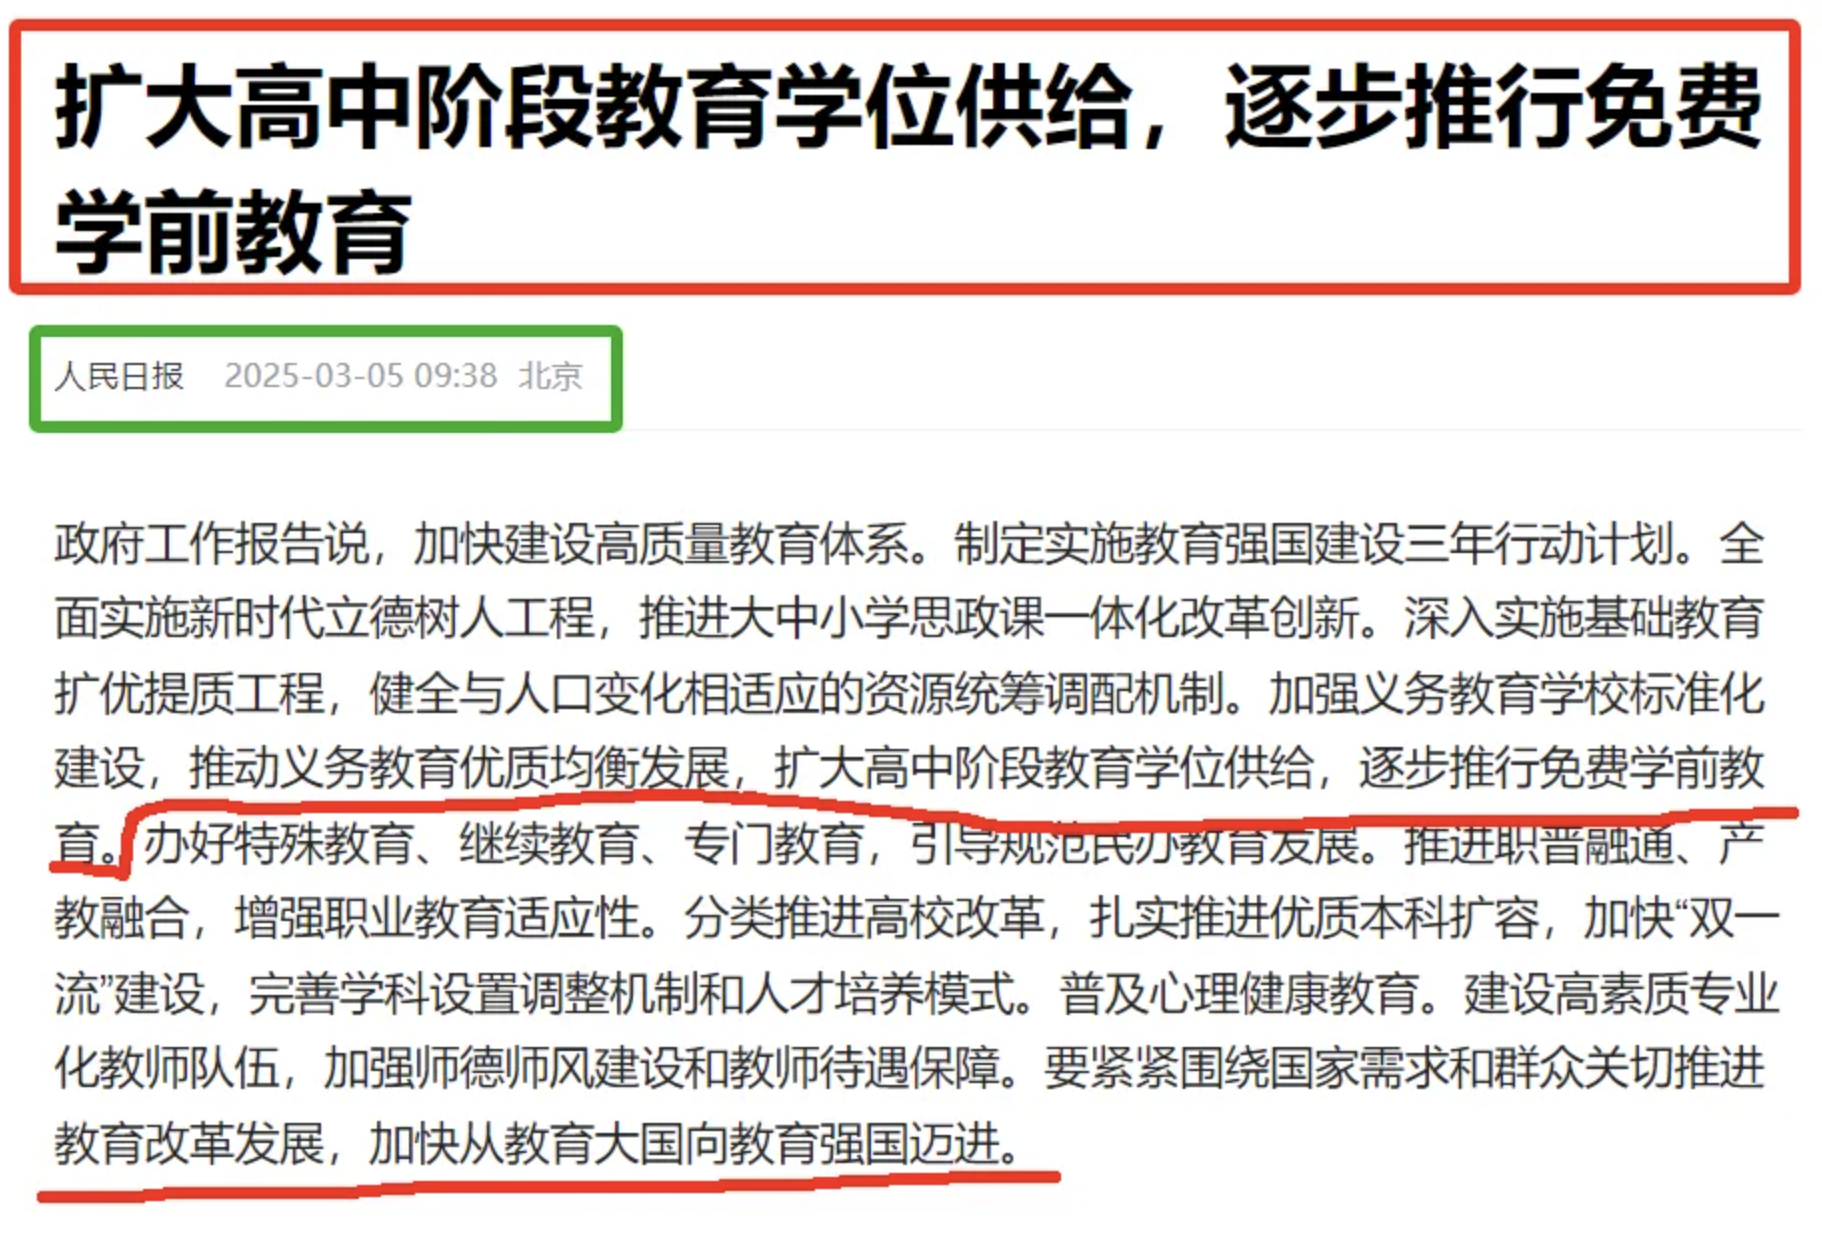 扩大高中阶段教育学位供给，逐步推行免费
学前教育
人民日报 2025-03-05 09:38 北京
政府工作报告说，加快建设高质量教育体系。制定实施教育强国建设三年行动计划。全
面实施新时代立德树人工程，推进大中小学思政课一体化改革创新。深入实施基础教育
扩优提质工程，健全与人口变化相适应的资源统筹调配机制。加强义务教育学校标准化
建设，推动义务教育优质均衡发展，扩大高中阶段教育学位供给，逐步推行免费学前教
育。办好特殊教育、继续教育、专门教育，引导规范民办教育发展。推进职普融通、产
教融合，增强职业教育适应性。分类推进高校改革，扎实推进优质本科扩容，加快“双一
流”建设，完善学科设置调整机制和人才培养模式。普及心理健康教育。建设高素质专业
化教师队伍，加强师德师风建设和教师待遇保障。要紧紧围绕国家需求和群众关切推进
教育改革发展，加快从教育大国向教育强国迈进。